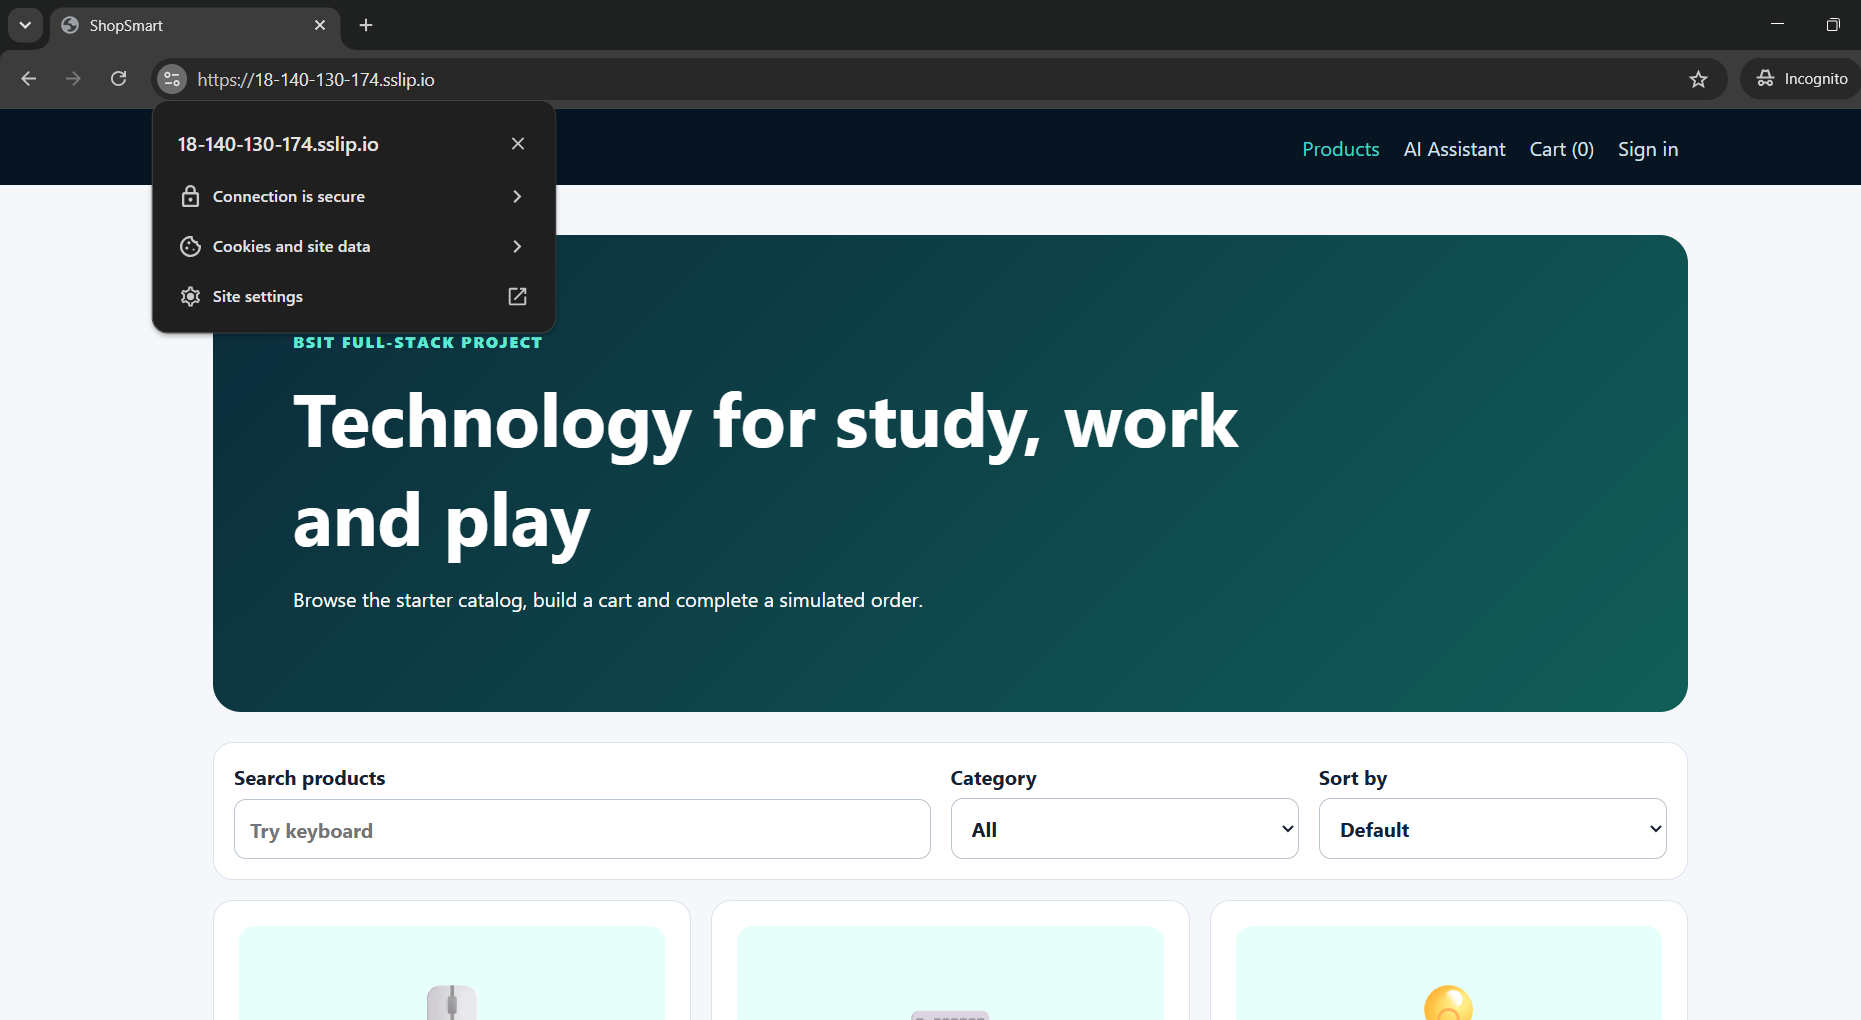 ShopSmart
https://18-140-130-174.sslip.io
Incognito
18-140-130-174.sslip.io
Connection is secure
Cookies and site data
Site settings
Products
AI Assistant
Cart (0)
Sign in
BSIT FULL-STACK PROJECT
Technology for study, work
and play
Browse the starter catalog, build a cart and complete a simulated order.
Search products
Category
Sort by
Try keyboard
All
Default